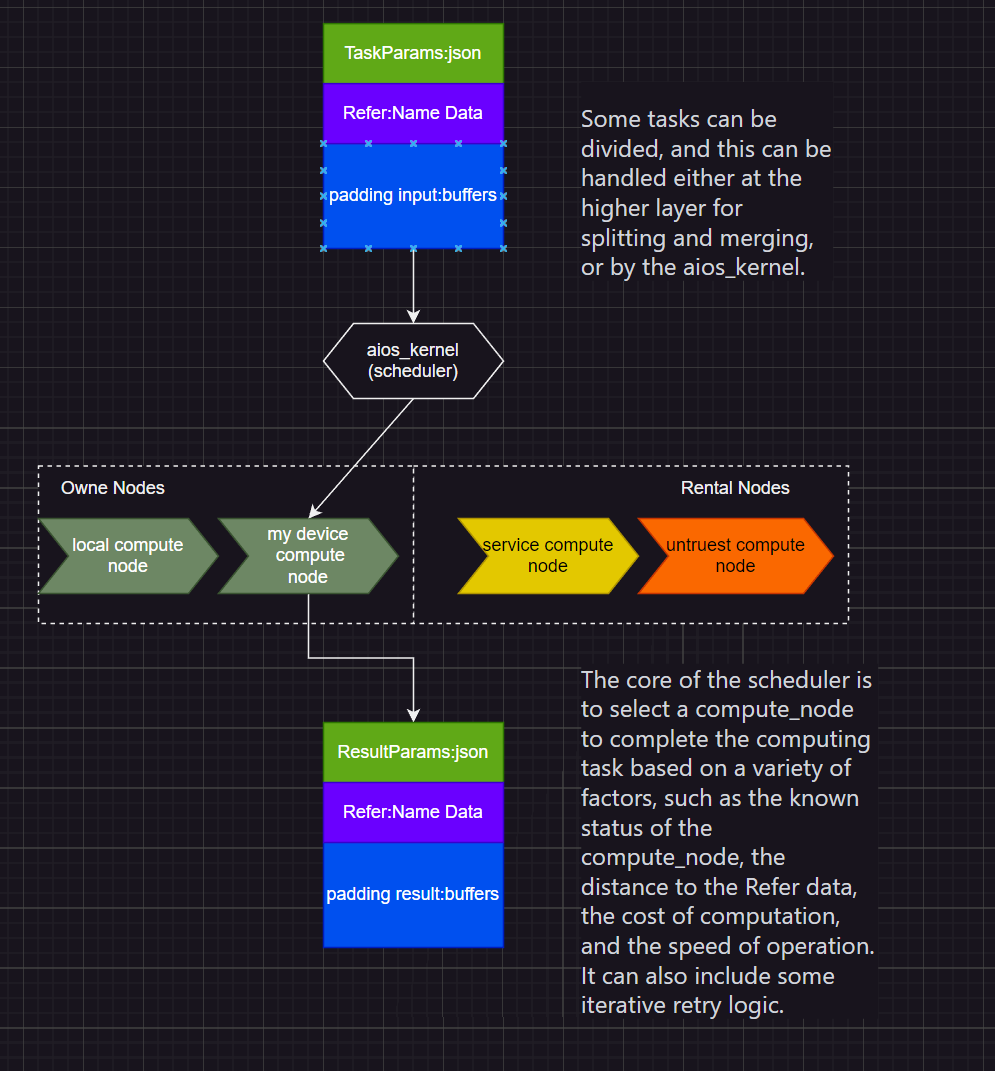 TaskParams:json
Refer:Name Data
padding input:buffers
Some tasks can be
divided, and this can be
handled either at the
higher layer for
splitting and merging,
or by the aios_kernel.
aios_kernel
(scheduler)
Owne Nodes
Rental Nodes
local compute
node
my device
compute
node
service compute
node
untruest compute
node
ResultParams:json
Refer:Name Data
padding result:buffers
The core of the scheduler is
to select a compute_node
to complete the computing
task based on a variety of
factors, such as the known
status of the
compute_node, the
distance to the Refer data,
the cost of computation,
and the speed of operation.
It can also include some
iterative retry logic.